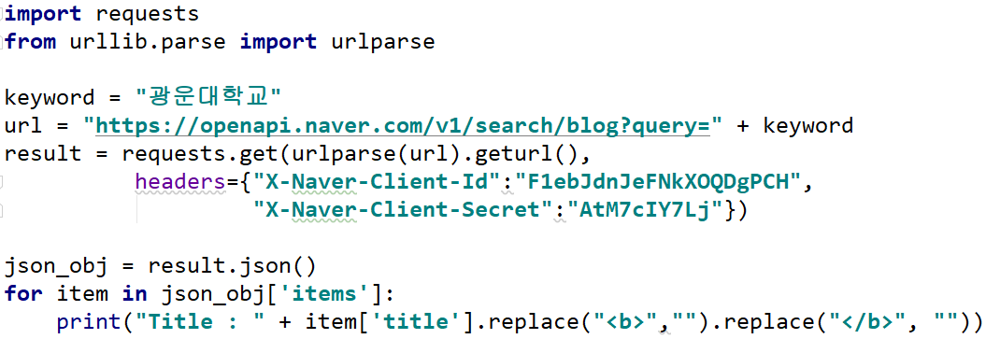 import requests
from urllib.parse import urlparse
keyword = "광운대학교"
url = "https://openapi.naver.com/v1/search/blog?query=" + keyword
result = requests.get(urlparse(url).geturl(),
headers={"X-Naver-Client-Id":"F1ebJdnJeFNkXOQDgPCH",
"X-Naver-Client-Secret":"AtM7cIY7Lj"})
json_obj = result.json()
for item in json_obj['items']:
print("Title : " + item['title'].replace("<b>","").replace("</b>", ""))